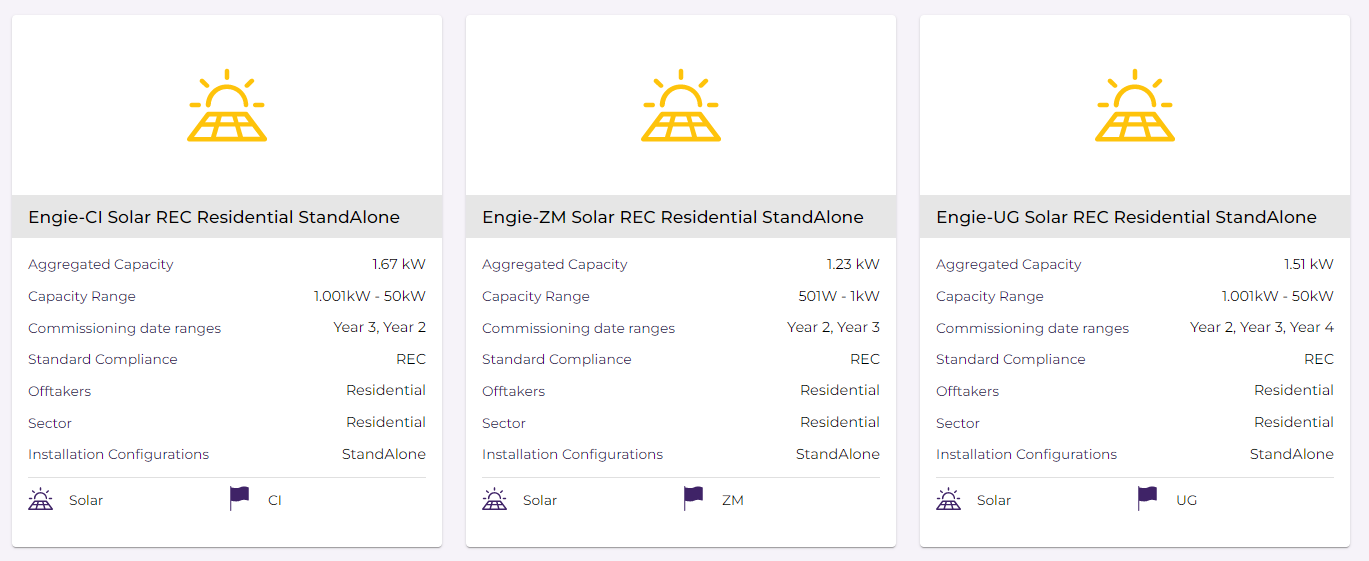 Engie-CI Solar REC Residential StandAlone
Aggregated Capacity 1.67 kW
Capacity Range 1.001kW - 50kW
Commissioning date ranges Year 3, Year 2
Standard Compliance REC
Offtakers Residential
Sector Residential
Installation Configurations StandAlone
Solar CI
Engie-ZM Solar REC Residential StandAlone
Aggregated Capacity 1.23 kW
Capacity Range 501W - 1kW
Commissioning date ranges Year 2, Year 3
Standard Compliance REC
Offtakers Residential
Sector Residential
Installation Configurations StandAlone
Solar ZM
Engie-UG Solar REC Residential StandAlone
Aggregated Capacity 1.51 kW
Capacity Range 1.001kW - 50kW
Commissioning date ranges Year 2, Year 3, Year 4
Standard Compliance REC
Offtakers Residential
Sector Residential
Installation Configurations StandAlone
Solar UG